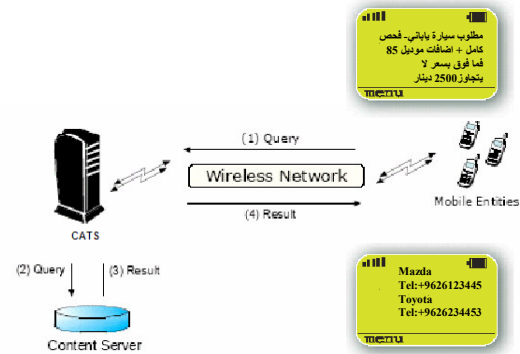 مطلوب سيارة ياباني- فحص
كامل + اضافات موديل 85
فما فوق بسعر لا
يتجاوز2500 دينار
menu
(1) Query
Wireless Network
(4) Result
Mobile Entities
CATS
(2) Query
(3) Result
Content Server
Mazda
Tel:+9626123445
Toyota
Tel:+9626234453
menu